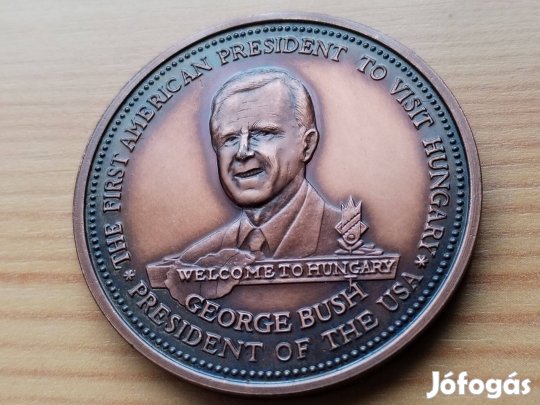 THE FIRST AMERICAN PRESIDENT TO VISIT HUNGARY
WELCOME TO HUNGARY
GEORGE BUSH
* PRESIDENT OF THE USA *
Jófogás